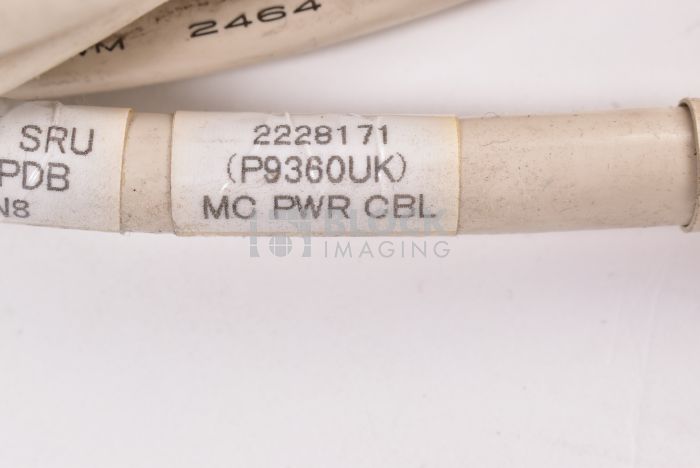 2464
SRU
PDB
N8
2228171
(P9360UK)
MC PWR CBL
BLOCK
IMAGING